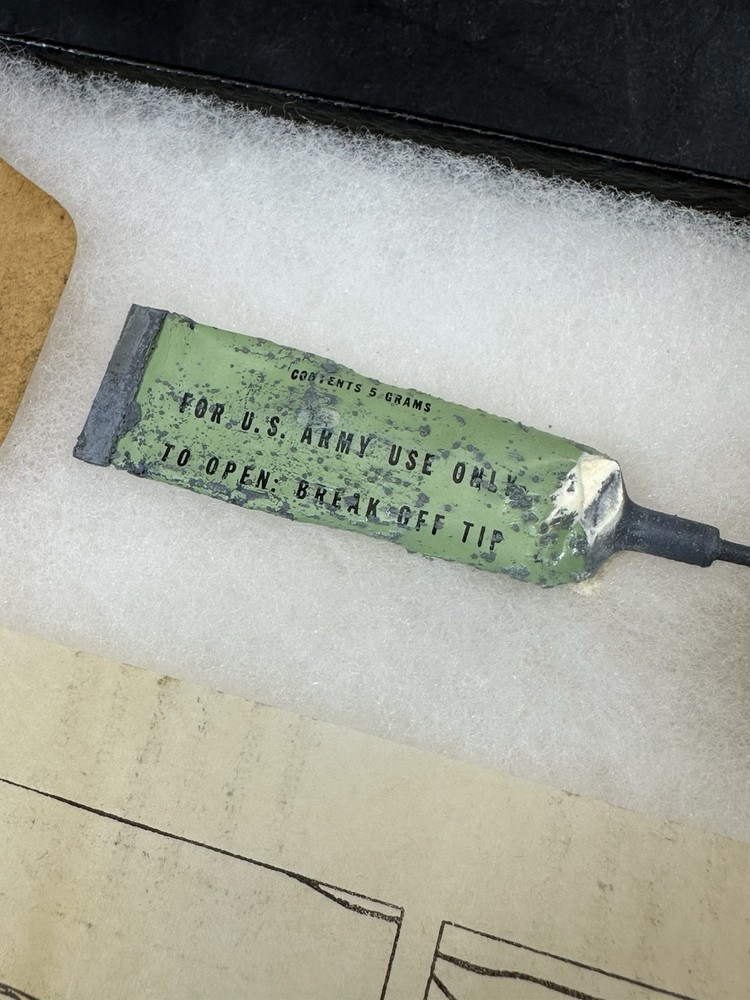 CONTENTS 5 GRAMS
FOR U.S. ARMY USE ONLY
TO OPEN: BREAK OFF TIP